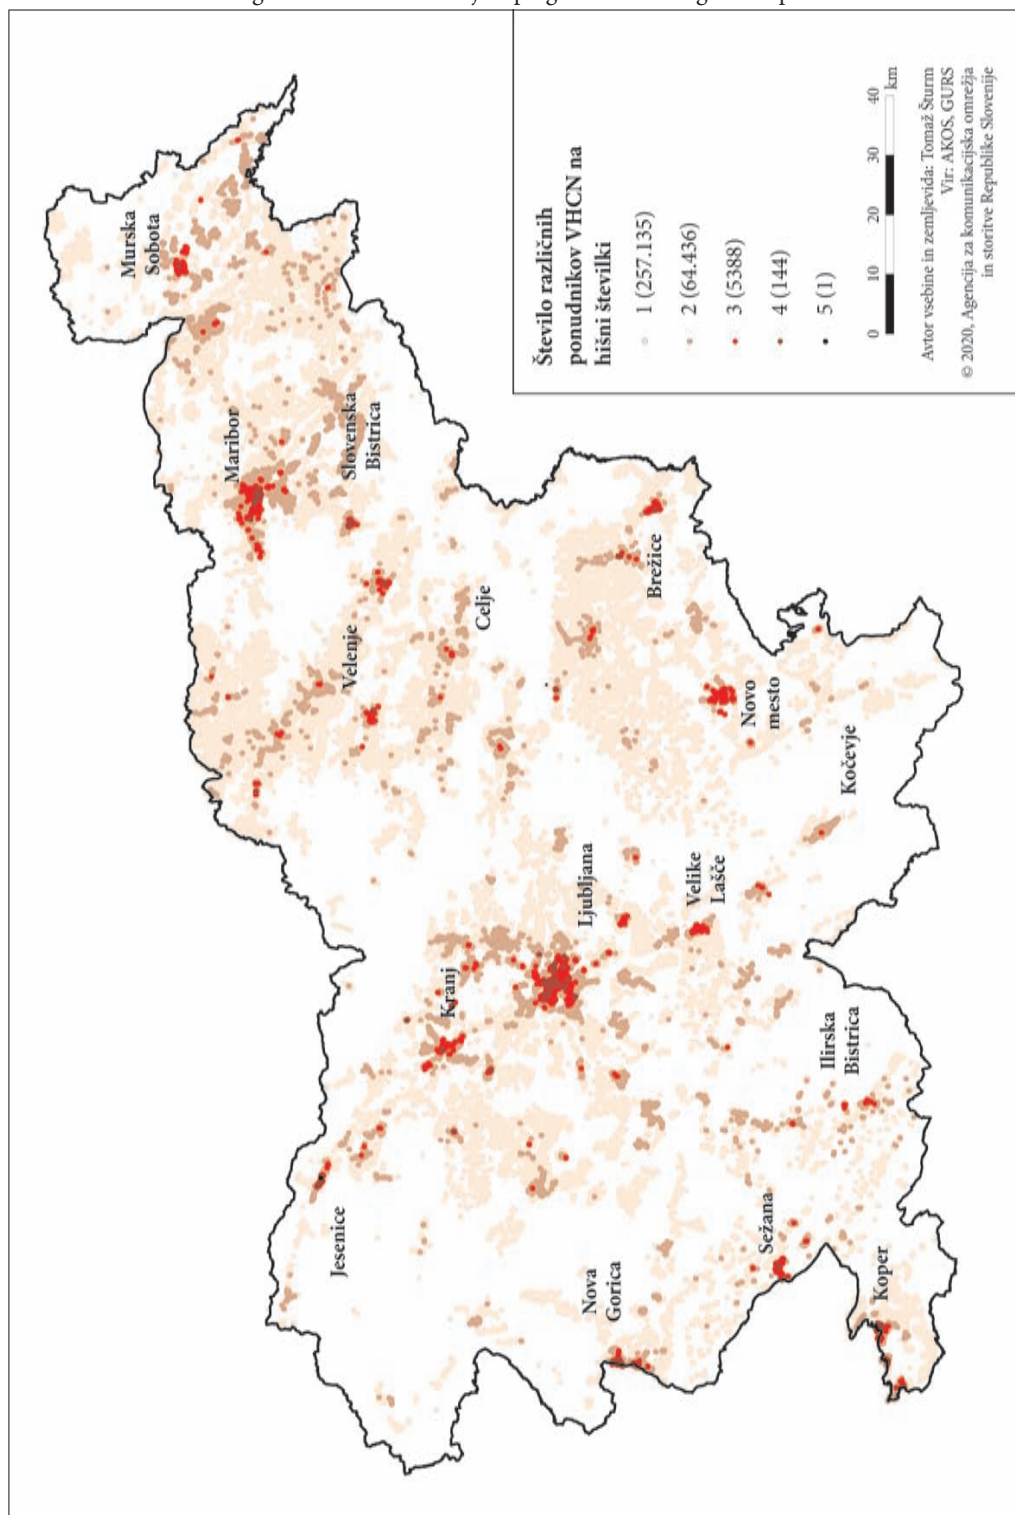 Murska
Sobota
Maribor
Slovenska
Bistrica
Velenje
Celje
Brežice
Novo
mesto
Kočevje
Ljubljana
Velike
Lašče
Kranj
Ilirska
Bistrica
Jesenice
Nova
Gorica
Sežana
Koper
Število različnih
ponudnikov VHCN na
hišni številki
1 (257.135)
2 (64.436)
3 (5388)
4 (144)
5 (1)
0 10 20 30 40
km
Avtor vsebine in zemljevida: Tomaž Šturm
Vir: AKOS, GURS
© 2020, Agencija za komunikacijska omrežja
in storitve Republike Slovenije